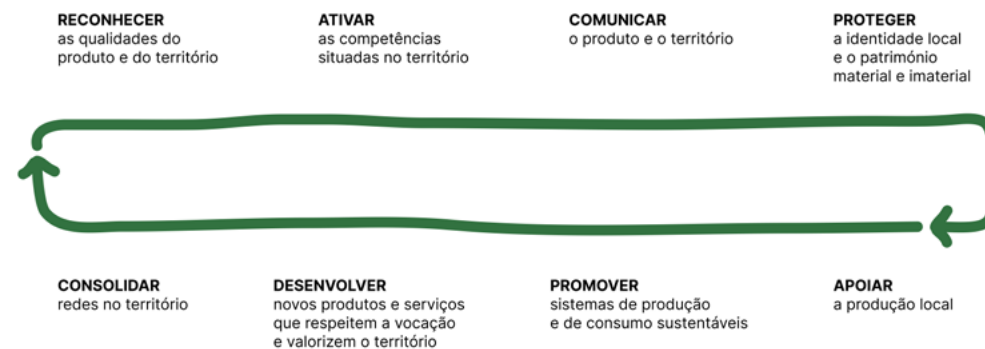 RECONHECER
as qualidades do
produto e do território
ATIVAR
as competências
situadas no território
COMUNICAR
o produto e o território
PROTEGER
a identidade local
e o património
material e imaterial
CONSOLIDAR
redes no território
DESENVOLVER
novos produtos e serviços
que respeitem a vocação
e valorizem o território
PROMOVER
sistemas de produção
e de consumo sustentáveis
APOIAR
a produção local